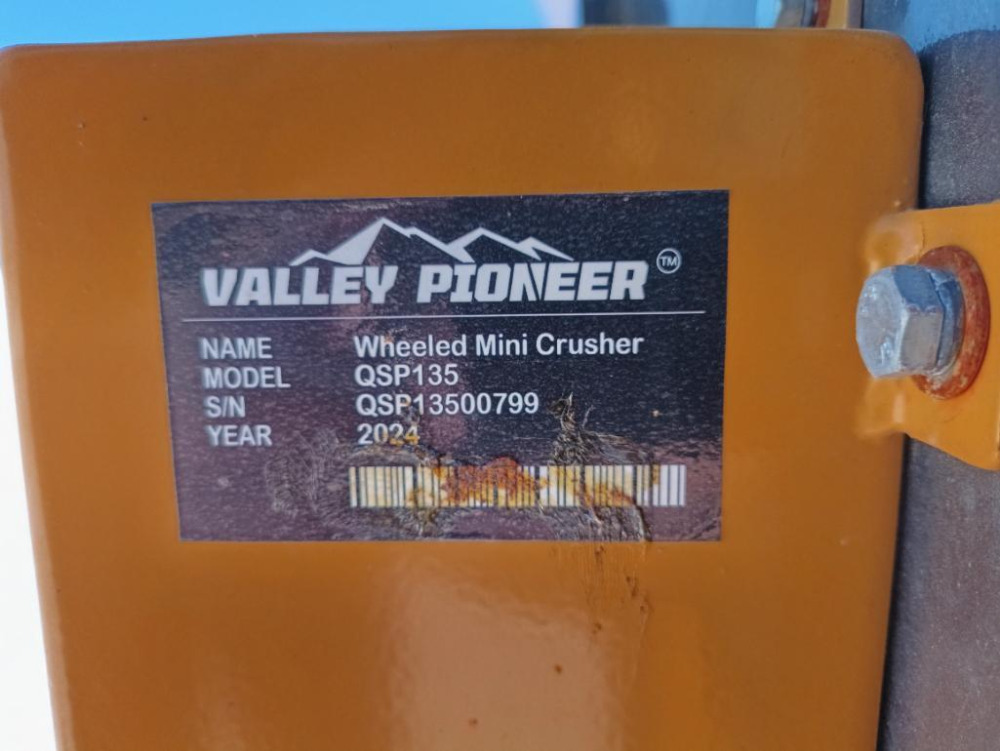 VALLEY PIONEER™
NAME Wheeled Mini Crusher
MODEL QSP135
S/N QSP13500799
YEAR 2024